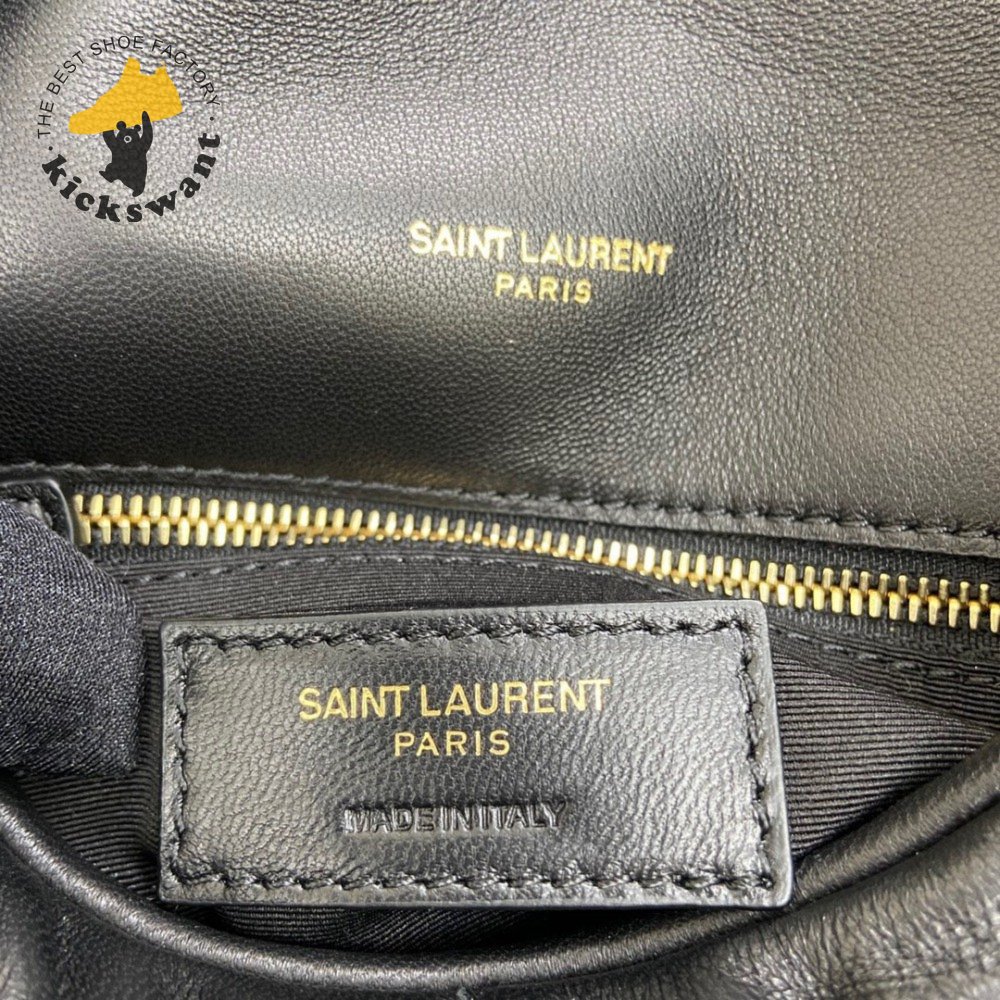 · THE BEST SHOE FACTORY ·
kickswant
SAINT LAURENT
PARIS
SAINT LAURENT
PARIS
MADE IN ITALY